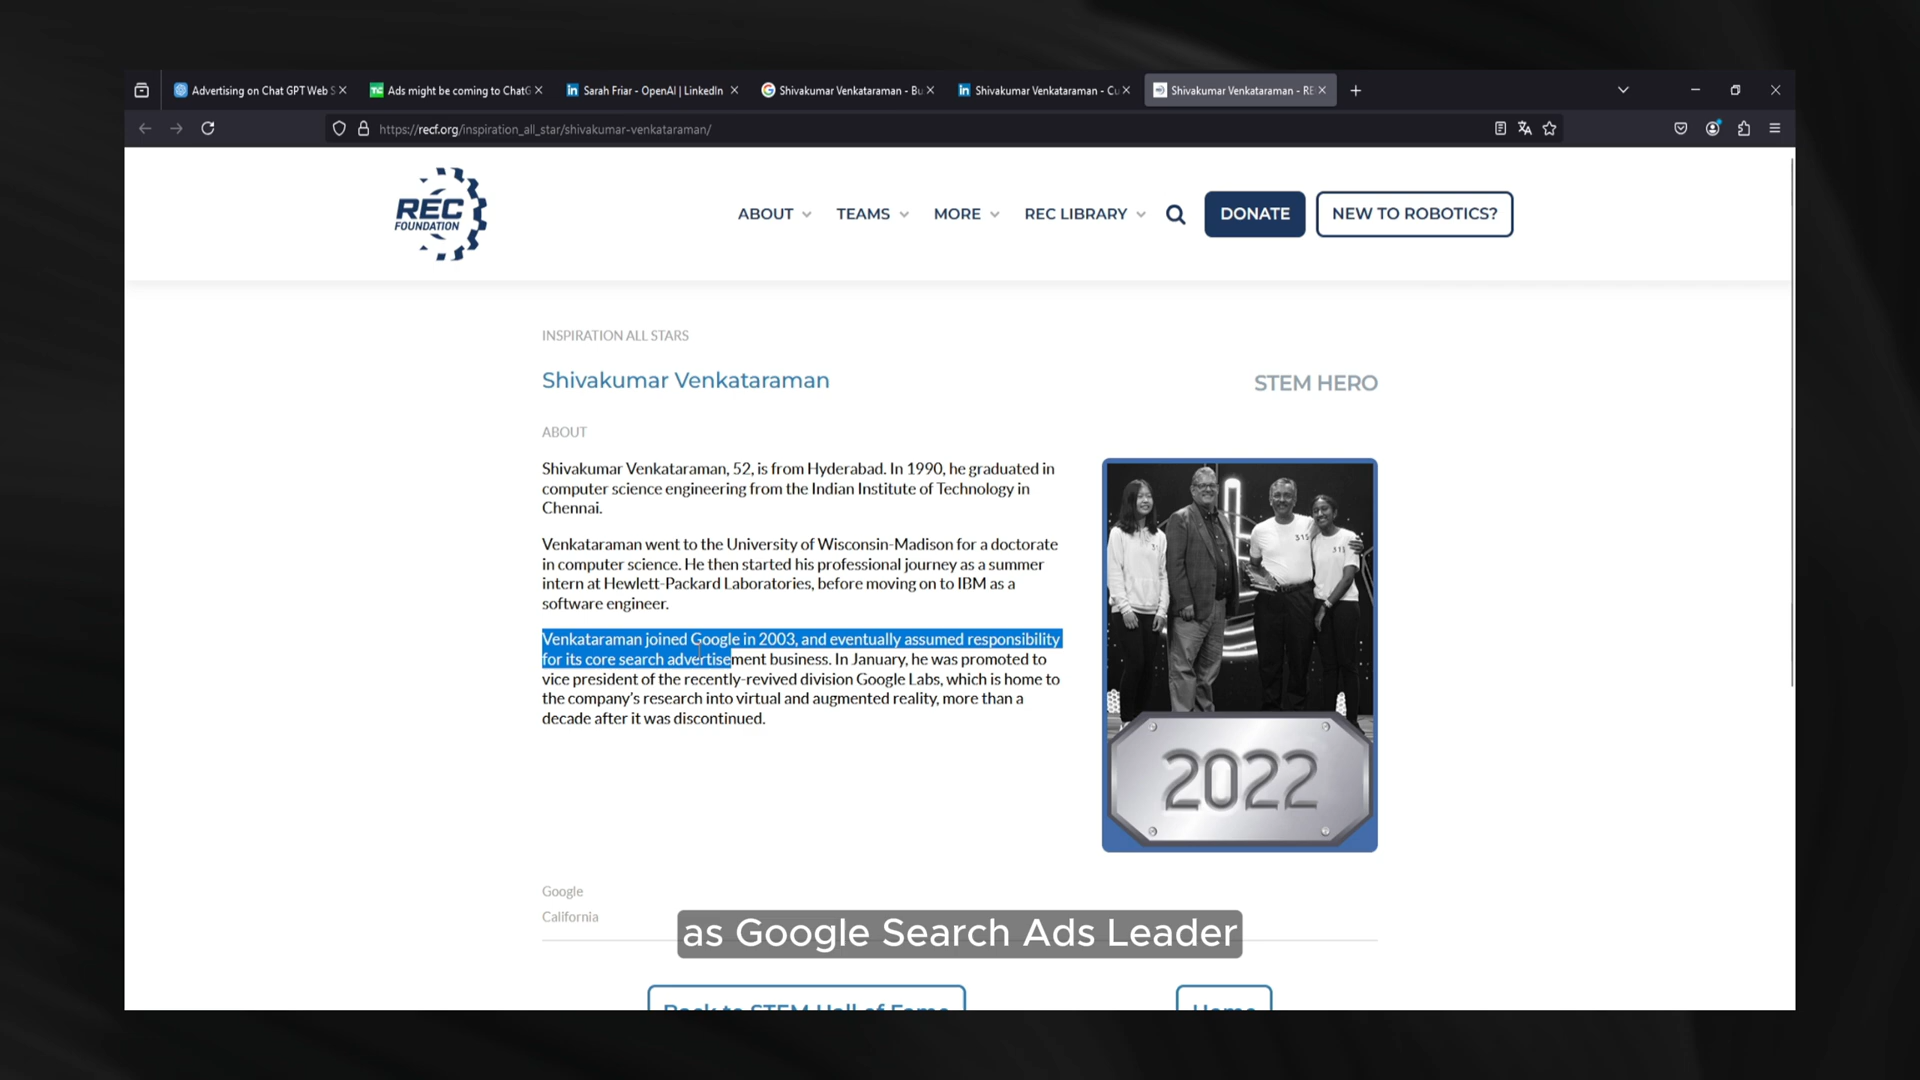 Advertising on Chat GPT Web S
Ads might be coming to ChatG
Sarah Friar - OpenAI | LinkedIn
Shivakumar Venkataraman - Bu
Shivakumar Venkataraman - Cu
Shivakumar Venkataraman - RE
https://recf.org/inspiration_all_star/shivakumar-venkataraman/
REC
FOUNDATION
ABOUT
TEAMS
MORE
REC LIBRARY
DONATE
NEW TO ROBOTICS?
INSPIRATION ALL STARS
Shivakumar Venkataraman
STEM HERO
ABOUT
Shivakumar Venkataraman, 52, is from Hyderabad. In 1990, he graduated in
computer science engineering from the Indian Institute of Technology in
Chennai.
Venkataraman went to the University of Wisconsin-Madison for a doctorate
in computer science. He then started his professional journey as a summer
intern at Hewlett-Packard Laboratories, before moving on to IBM as a
software engineer.
Venkataraman joined Google in 2003, and eventually assumed responsibility
for its core search advertisement business. In January, he was promoted to
vice president of the recently-revived division Google Labs, which is home to
the company's research into virtual and augmented reality, more than a
decade after it was discontinued.
2022
Google
California
as Google Search Ads Leader
Back to STEM Hall of Fame
Home